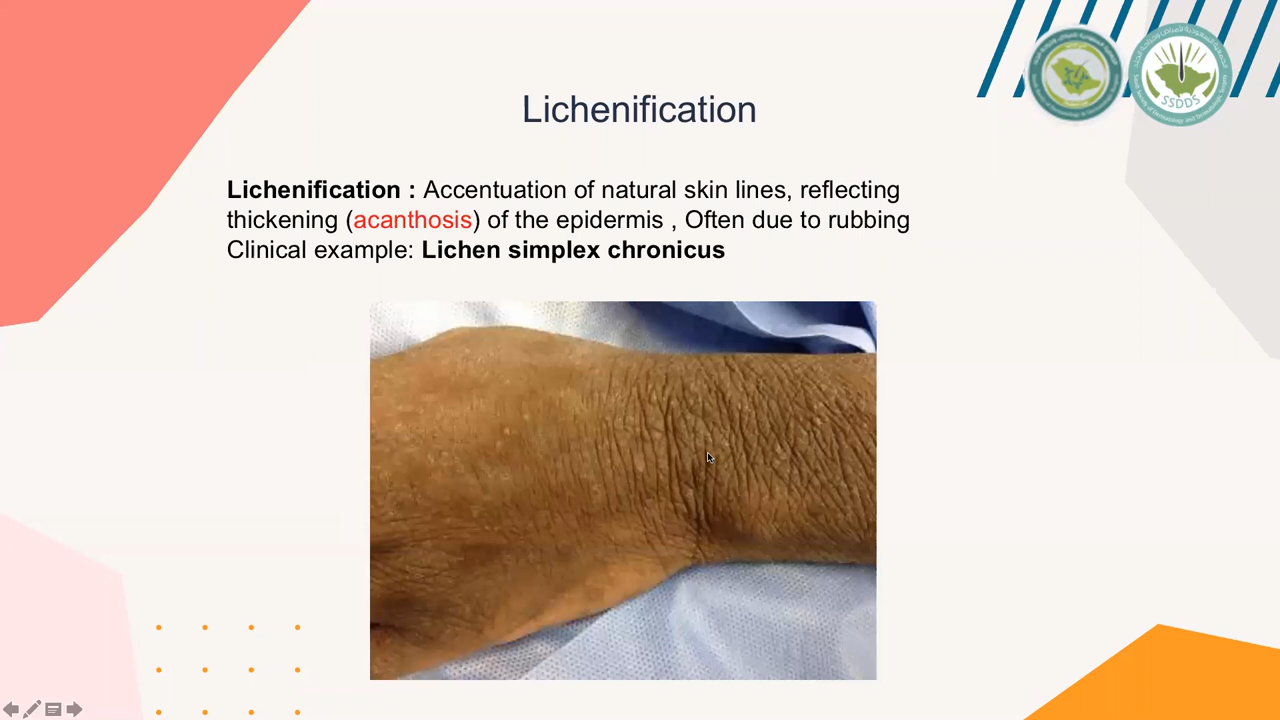 Lichenification
Lichenification : Accentuation of natural skin lines, reflecting
thickening (acanthosis) of the epidermis , Often due to rubbing
Clinical example: Lichen simplex chronicus
SSDDS